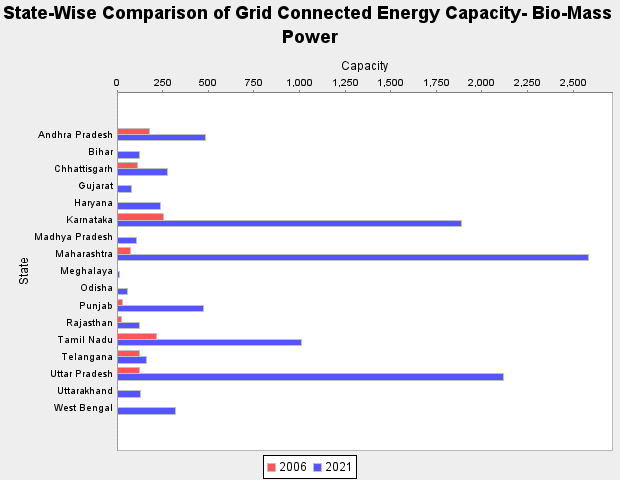 State-Wise Comparison of Grid Connected Energy Capacity- Bio-Mass
Power
Capacity
0 250 500 750 1,000 1,250 1,500 1,750 2,000 2,250 2,500
State
Andhra Pradesh
Bihar
Chhattisgarh
Gujarat
Haryana
Karnataka
Madhya Pradesh
Maharashtra
Meghalaya
Odisha
Punjab
Rajasthan
Tamil Nadu
Telangana
Uttar Pradesh
Uttarakhand
West Bengal
2006 2021